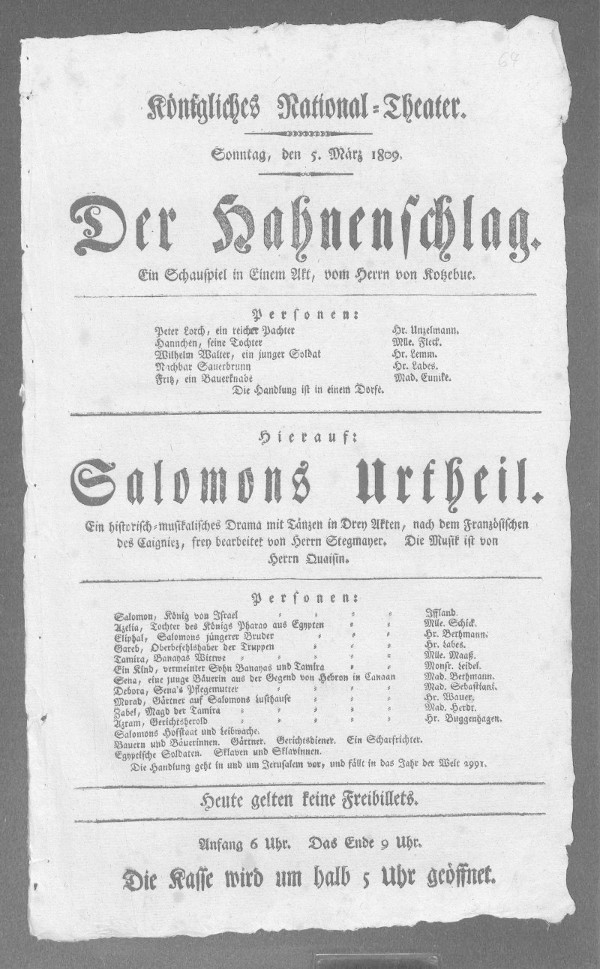 64
Königliches National-Theater.
Sonntag, den 5. März 1809.
Der Hahnenschlag.
Ein Schauspiel in Einem Akt, vom Herrn von Kotzebue.
Personen:
Peter Lorch, ein reicher Pachter Hr. Unzelmann.
Hannchen, seine Tochter Mlle. Fleck.
Wilhelm Walter, ein junger Soldat Hr. Lemm.
Nachbar Sauerbrunn Hr. Labes.
Fritz, ein Bauerknabe Mad. Eunike.
Die Handlung ist in einem Dorfe.
Hierauf:
Salomons Urtheil.
Ein historisch-musikalisches Drama mit Tänzen in Drey Akten, nach dem Französischen
des Caigniez, frey bearbeitet von Herrn Stegmayer. Die Musik ist von
Herrn Quaisin.
Personen:
Salomon, König von Israel - - - - Iffland.
Azelia, Tochter des Königs Pharao aus Egypten - - Mlle. Schick.
Eliphal, Salomons jüngerer Bruder - - - Hr. Bethmann.
Gareb, Oberbefehlshaber der Truppen - - - Hr. Labes.
Tamira, Banayas Wittwe - - - - Mlle. Maaß.
Ein Kind, vermeinter Sohn Banayas und Tamira - - Monsr. Leidel.
Sena, eine junge Bäuerin aus der Gegend von Hebron in Canaan Mad. Bethmann.
Debora, Sena's Pflegemutter - - - - Mad. Sebastiani.
Morad, Gärtner auf Salomons Lusthause - - - Hr. Wauer.
Zabel, Magd der Tamira - - - - Mad. Herdt.
Azram, Gerichtsherold - - - - Hr. Buggenhagen.
Salomons Hofstaat und Leibwache.
Bauern und Bäuerinnen. Gärtner. Gerichtsdiener. Ein Scharfrichter.
Egyptische Soldaten. Sklaven und Sklavinnen.
Die Handlung geht in und um Jerusalem vor, und fällt in das Jahr der Welt 2991.
Heute gelten keine Freibillets.
Anfang 6 Uhr. Das Ende 9 Uhr.
Die Kasse wird um halb 5 Uhr geöffnet.